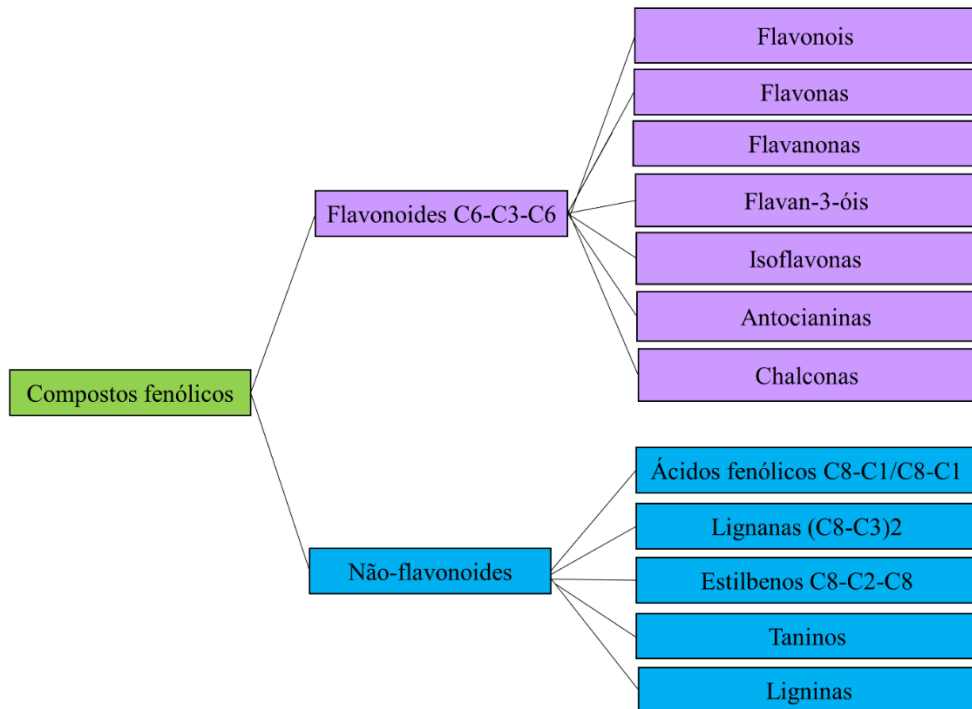 Compostos fenólicos
Flavonoides C6-C3-C6
Flavonois
Flavonas
Flavanonas
Flavan-3-óis
Isoflavonas
Antocianinas
Chalconas
Não-flavonoides
Ácidos fenólicos C8-C1/C8-C1
Lignanas (C8-C3)2
Estilbenos C8-C2-C8
Taninos
Ligninas